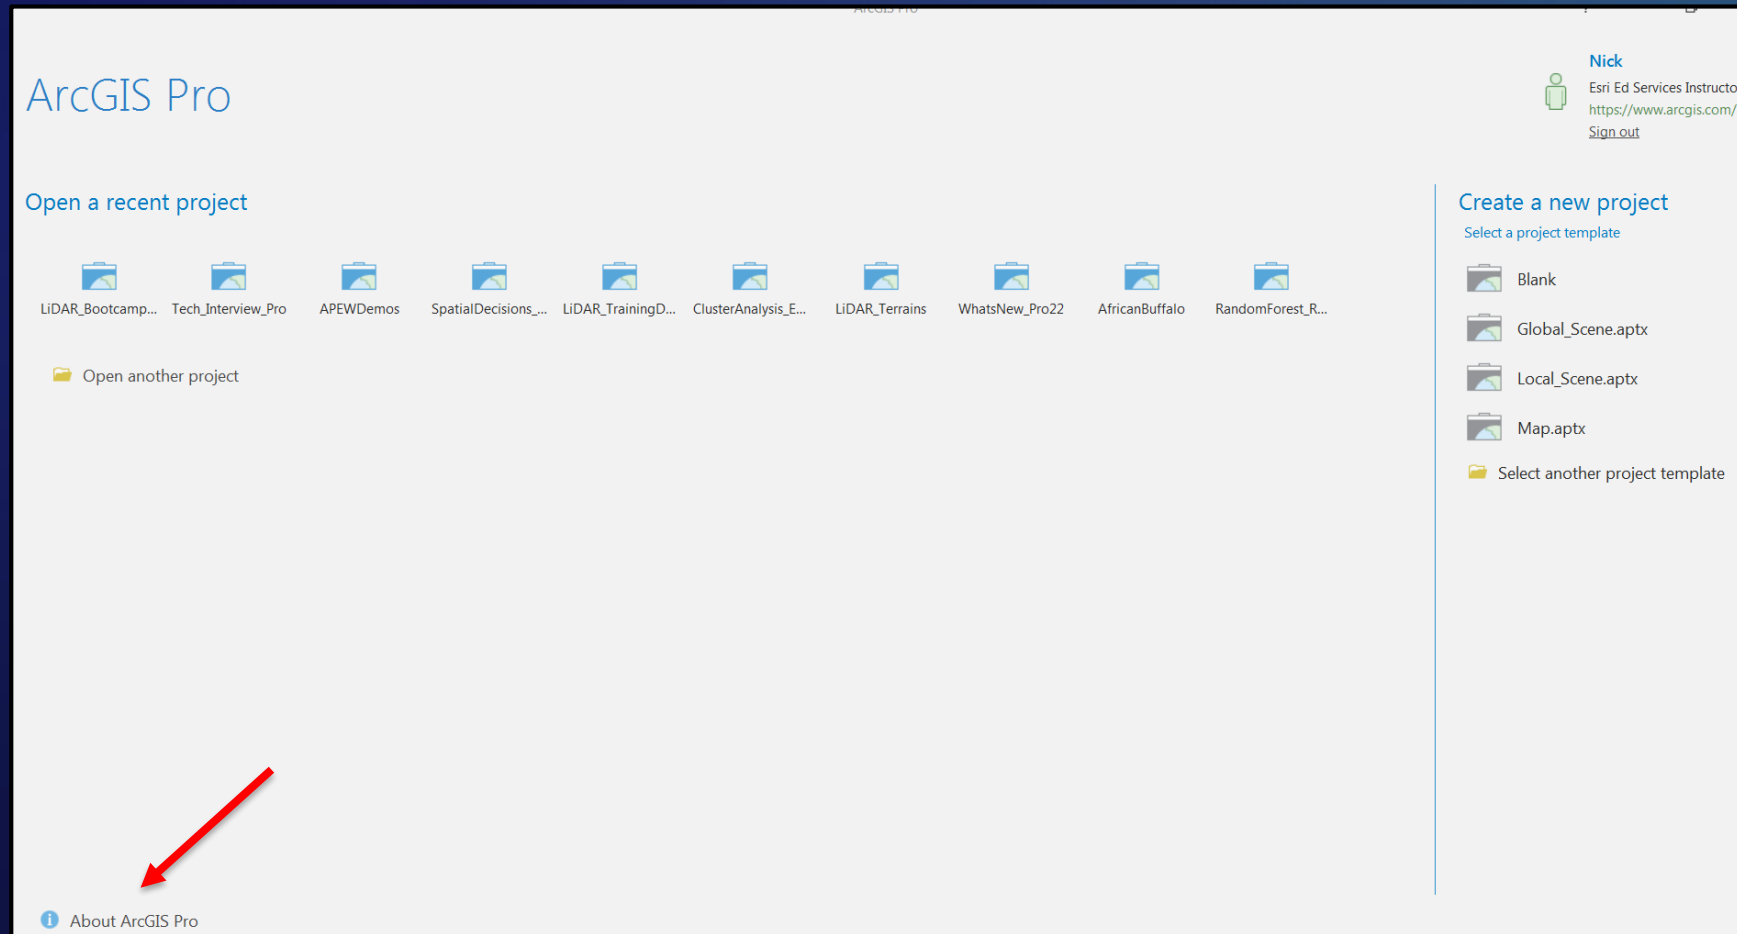 ArcGIS Pro
ArcGIS Pro
Nick
Esri Ed Services Instructo
https://www.arcgis.com/
Sign out
Open a recent project
LiDAR_Bootcamp... Tech_Interview_Pro APEWDemos SpatialDecisions_... LiDAR_TrainingD... ClusterAnalysis_E... LiDAR_Terrains WhatsNew_Pro22 AfricanBuffalo RandomForest_R...
Open another project
Create a new project
Select a project template
Blank
Global_Scene.aptx
Local_Scene.aptx
Map.aptx
Select another project template
About ArcGIS Pro